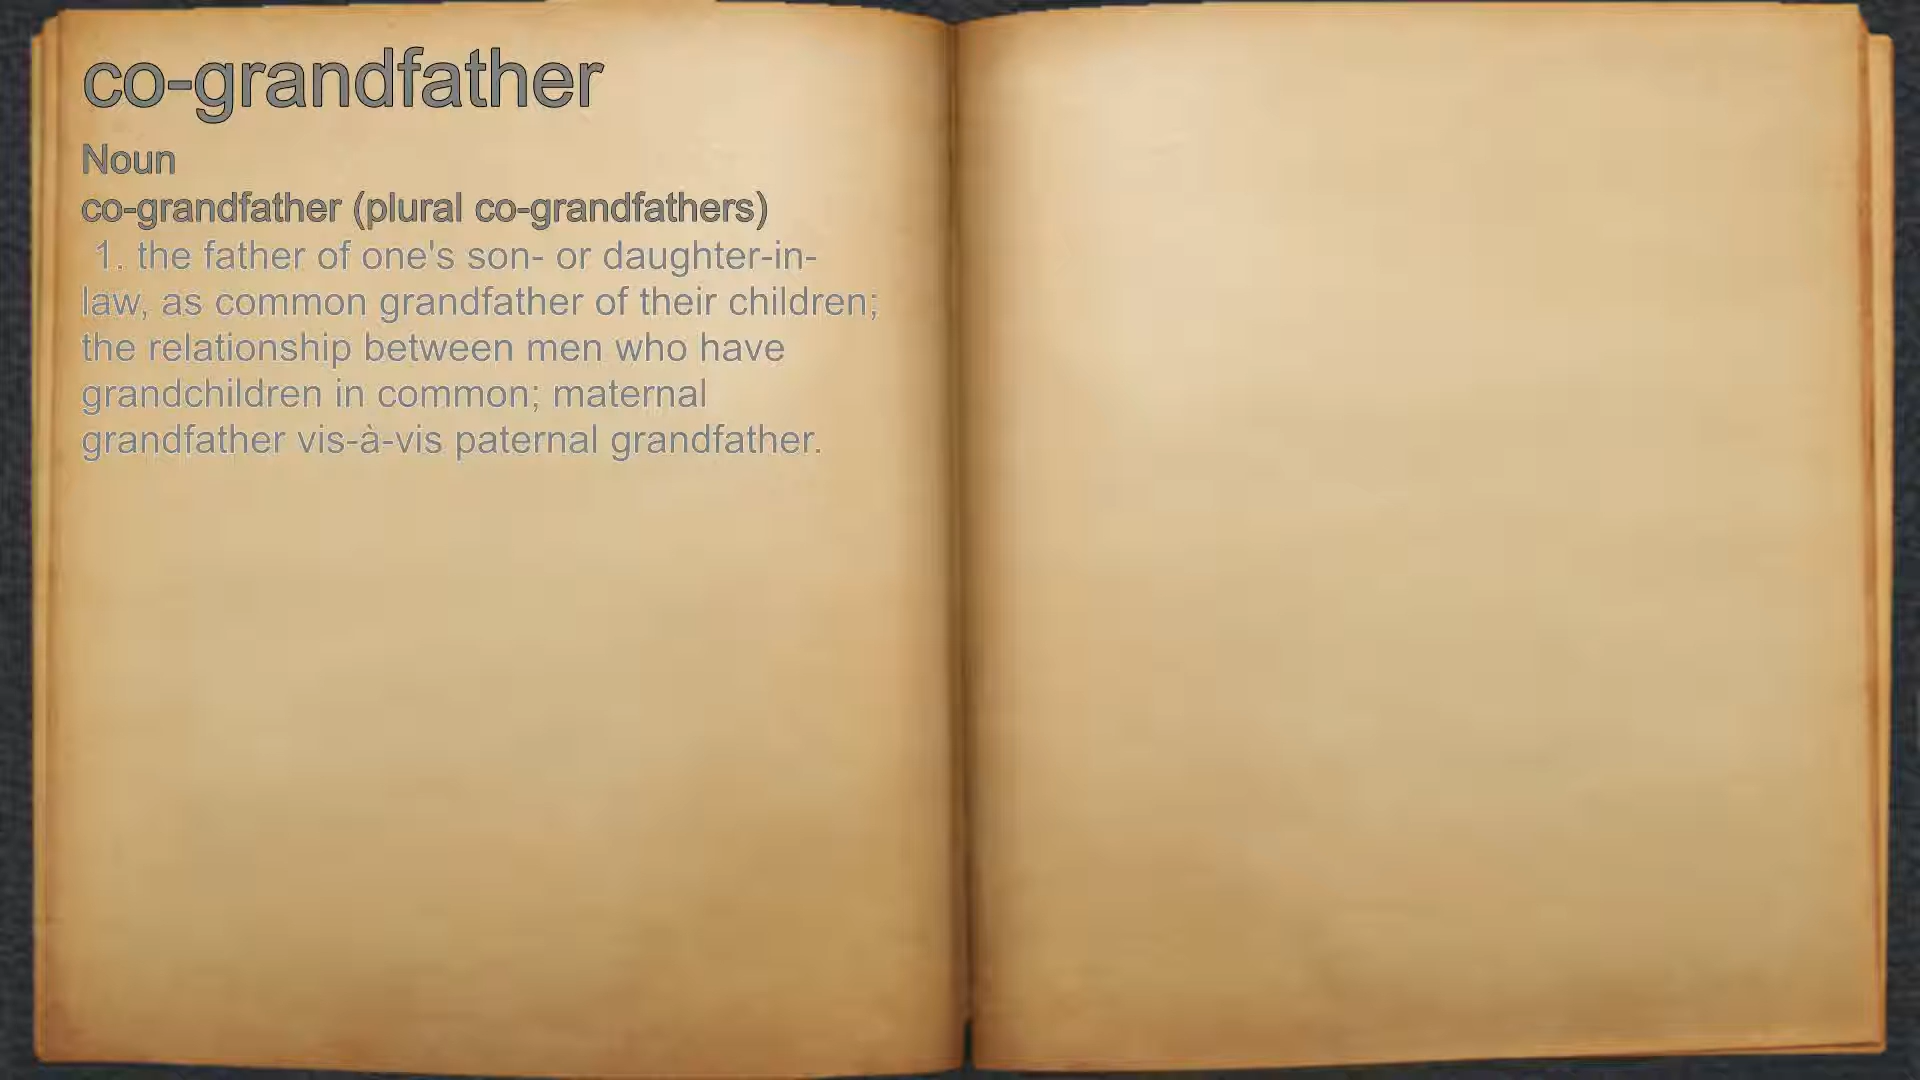 co-grandfather
Noun
co-grandfather (plural co-grandfathers)
1. the father of one's son- or daughter-in-
law, as common grandfather of their children;
the relationship between men who have
grandchildren in common; maternal
grandfather vis-à-vis paternal grandfather.